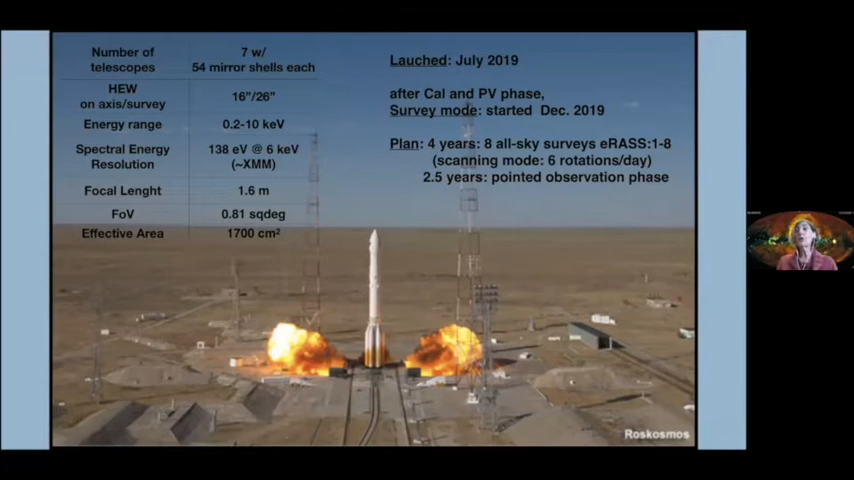 Number of
telescopes
7 w/
54 mirror shells each
HEW
on axis/survey
16"/26"
Energy range
0.2-10 keV
Spectral Energy
Resolution
138 eV @ 6 keV
(~XMM)
Focal Lenght
1.6 m
FoV
0.81 sqdeg
Effective Area
1700 cm²
Lauched: July 2019
after Cal and PV phase,
Survey mode: started Dec. 2019
Plan: 4 years: 8 all-sky surveys eRASS:1-8
(scanning mode: 6 rotations/day)
2.5 years: pointed observation phase
Roskosmos